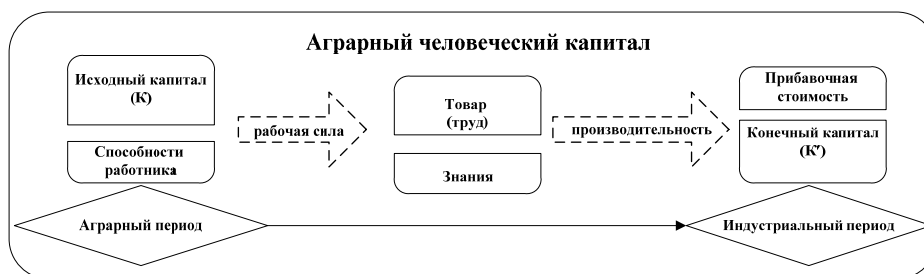 Аграрный человеческий капитал
Исходный капитал
(К)
Способности
работника
рабочая сила
Товар
(труд)
Знания
производительность
Прибавочная
стоимость
Конечный капитал
(К')
Аграрный период
Индустриальный период